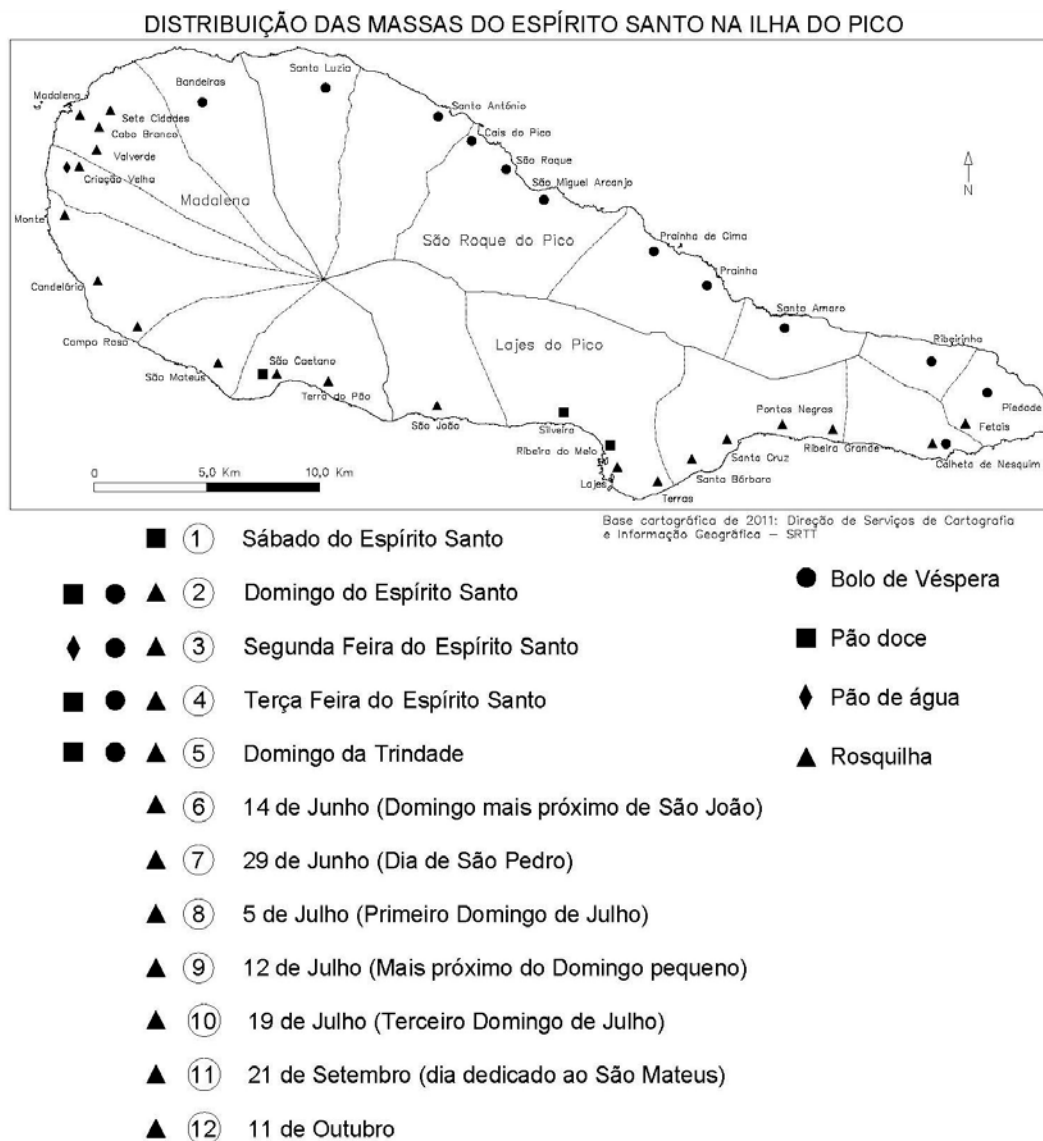 DISTRIBUIÇÃO DAS MASSAS DO ESPÍRITO SANTO NA ILHA DO PICO
Madalena
Bandeiras
Santa Luzia
Sete Cidades
Cabo Branco
Valverde
Criação Velha
Madalena
Monte
Candelária
Campo Raso
São Mateus
São Caetano
Terra do Pão
São João
Santo António
Cais do Pico
São Roque
São Miguel Arcanjo
São Roque do Pico
Prainha de Cima
Prainha
Santo Amaro
Ribeirinha
Piedade
Fetais
Calheta de Nesquim
Lajes do Pico
Silveira
Ribeira do Meio
Lajes
Terras
Santa Bárbara
Santa Cruz
Pontas Negras
Ribeira Grande
N
0 5,0 Km 10,0 Km
Base cartográfica de 2011: Direção de Serviços de Cartografia
e Informação Geográfica – SRTT
1 Sábado do Espírito Santo
2 Domingo do Espírito Santo
3 Segunda Feira do Espírito Santo
4 Terça Feira do Espírito Santo
5 Domingo da Trindade
6 14 de Junho (Domingo mais próximo de São João)
7 29 de Junho (Dia de São Pedro)
8 5 de Julho (Primeiro Domingo de Julho)
9 12 de Julho (Mais próximo do Domingo pequeno)
10 19 de Julho (Terceiro Domingo de Julho)
11 21 de Setembro (dia dedicado ao São Mateus)
12 11 de Outubro
Bolo de Véspera
Pão doce
Pão de água
Rosquilha